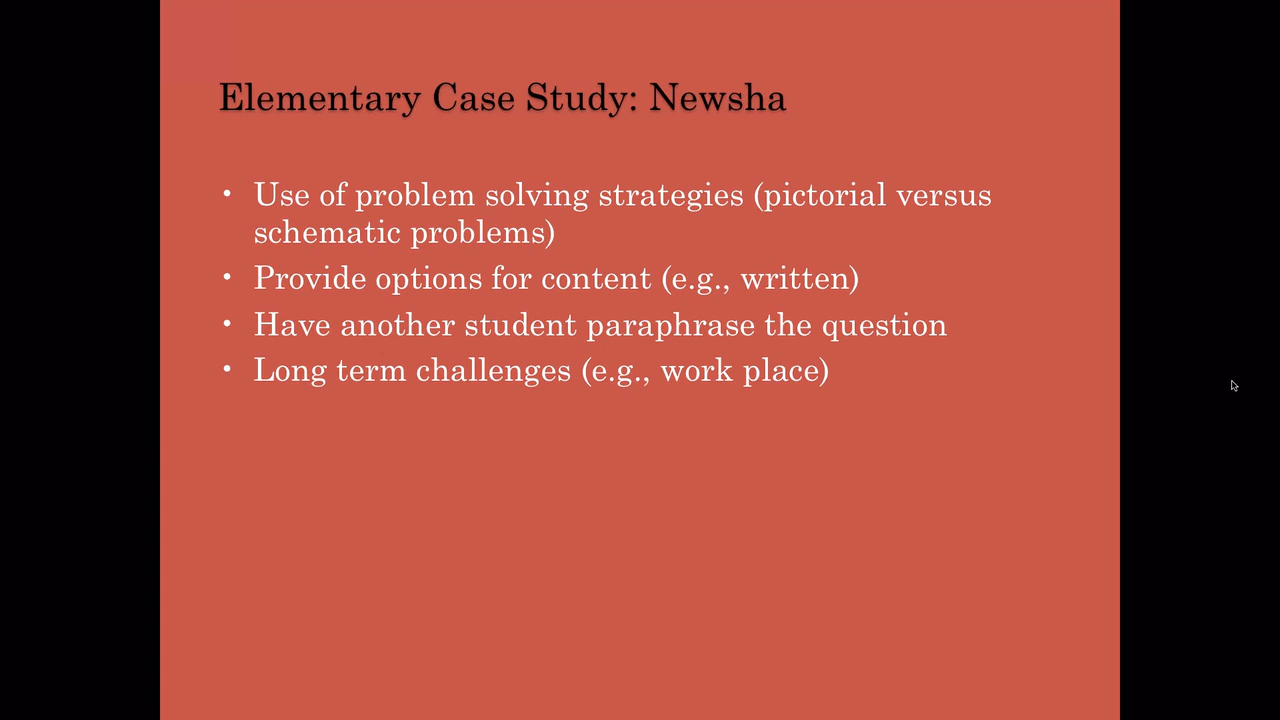 Elementary Case Study: Newsha
• Use of problem solving strategies (pictorial versus
schematic problems)
• Provide options for content (e.g., written)
• Have another student paraphrase the question
• Long term challenges (e.g., work place)